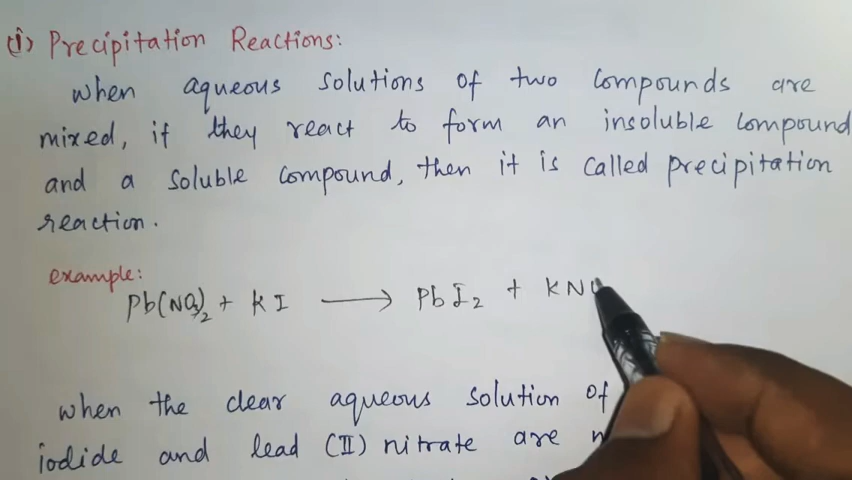 (i) Precipitation Reactions:
when aqueous solutions of two compounds are
mixed, if they react to form an insoluble compound
and a soluble compound, then it is called precipitation
reaction.
example:
Pb(NO3)2 + KI ⟶ PbI2 + KN
when the clear aqueous solution of
iodide and lead (II) nitrate are